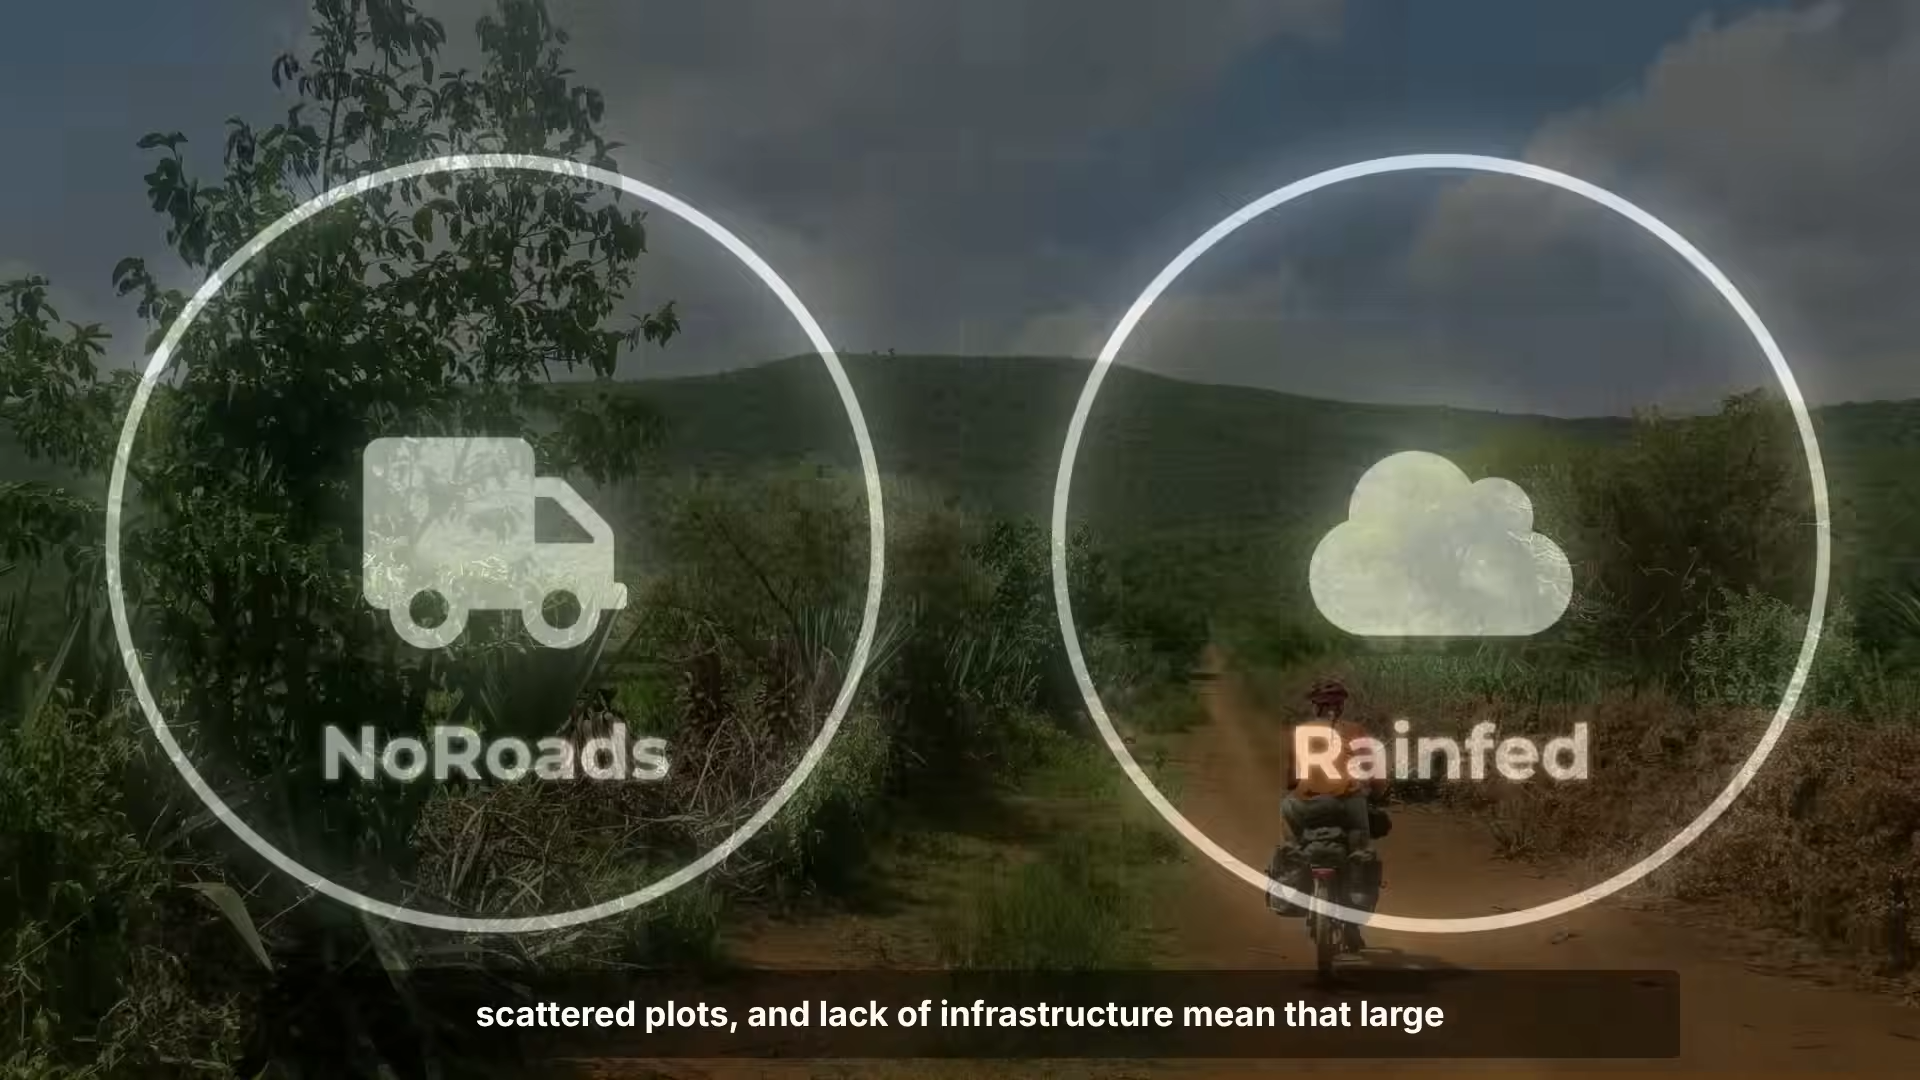 NoRoads
Rainfed
scattered plots, and lack of infrastructure mean that large